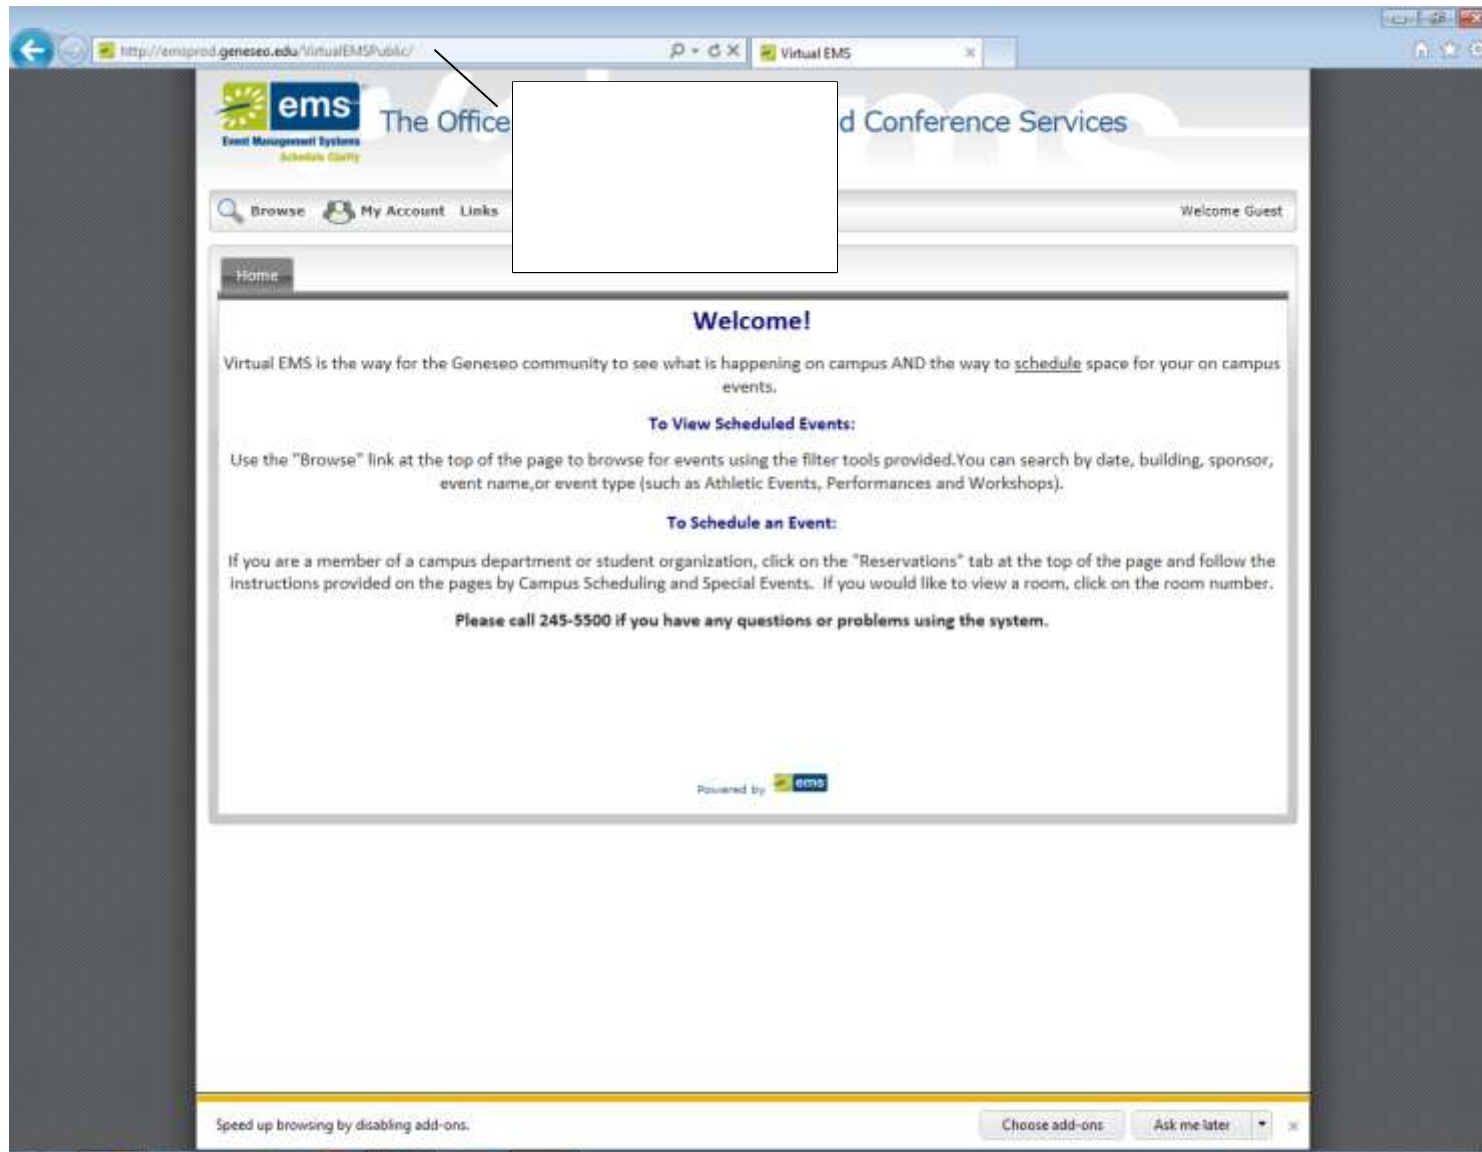 http://emsprod.geneseo.edu/VirtualEMSPublic/
Virtual EMS
ems
Event Management Systems
Schedule Clarity
The Office d Conference Services
Browse My Account Links Welcome Guest
Home
Welcome!
Virtual EMS is the way for the Geneseo community to see what is happening on campus AND the way to schedule space for your on campus
events.
To View Scheduled Events:
Use the "Browse" link at the top of the page to browse for events using the filter tools provided.You can search by date, building, sponsor,
event name,or event type (such as Athletic Events, Performances and Workshops).
To Schedule an Event:
If you are a member of a campus department or student organization, click on the "Reservations" tab at the top of the page and follow the
instructions provided on the pages by Campus Scheduling and Special Events. If you would like to view a room, click on the room number.
Please call 245-5500 if you have any questions or problems using the system.
Powered by ems
Speed up browsing by disabling add-ons. Choose add-ons Ask me later